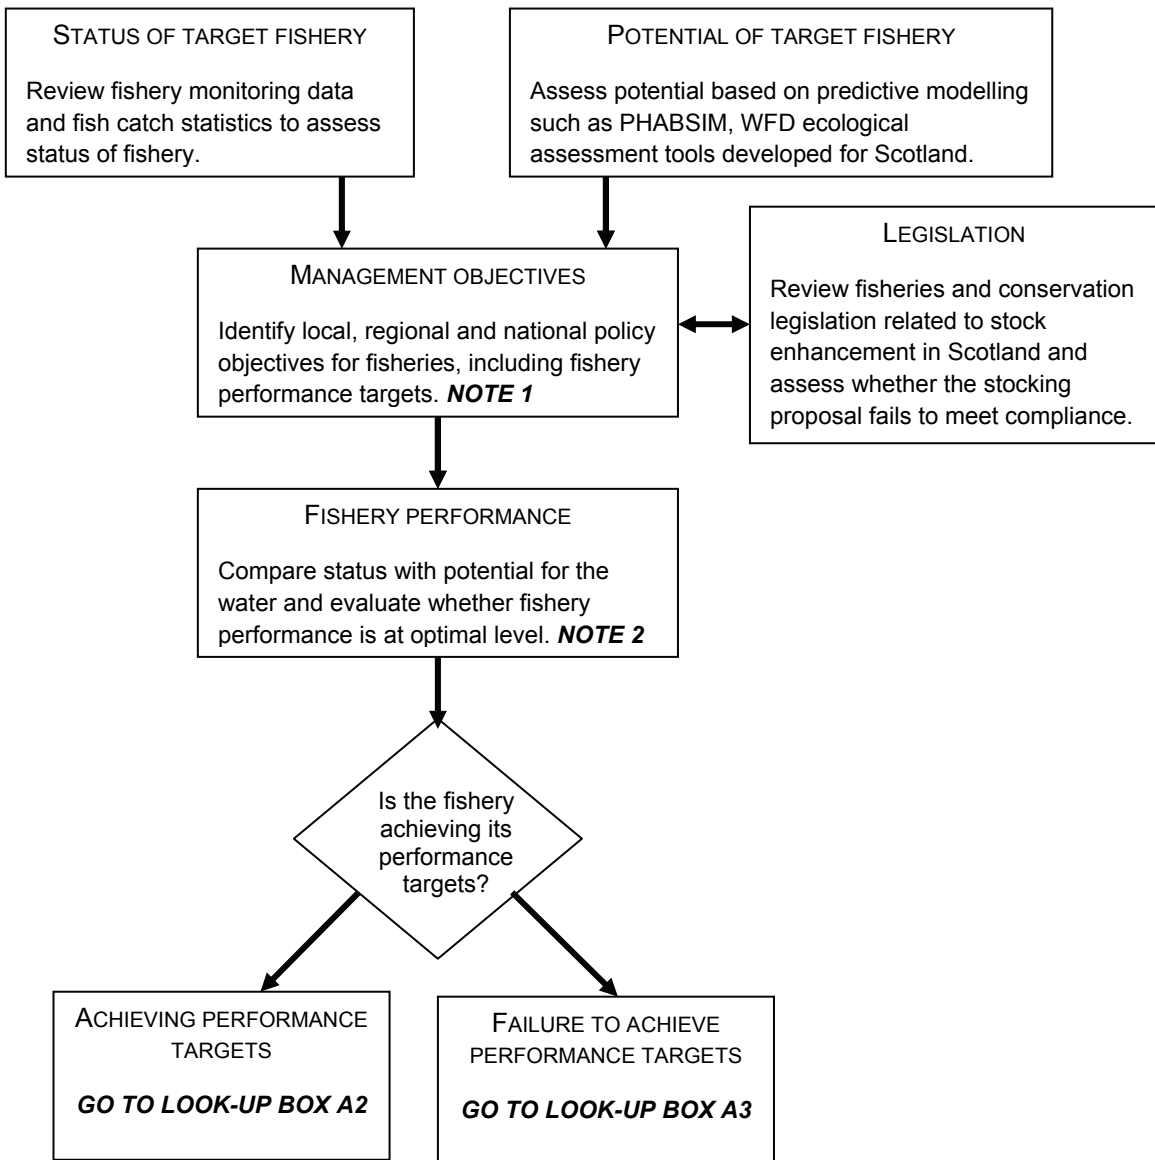 STATUS OF TARGET FISHERY
Review fishery monitoring data
and fish catch statistics to assess
status of fishery.
POTENTIAL OF TARGET FISHERY
Assess potential based on predictive modelling
such as PHABSIM, WFD ecological
assessment tools developed for Scotland.
LEGISLATION
Review fisheries and conservation
legislation related to stock
enhancement in Scotland and
assess whether the stocking
proposal fails to meet compliance.
MANAGEMENT OBJECTIVES
Identify local, regional and national policy
objectives for fisheries, including fishery
performance targets. NOTE 1
FISHERY PERFORMANCE
Compare status with potential for the
water and evaluate whether fishery
performance is at optimal level. NOTE 2
Is the fishery
achieving its
performance
targets?
ACHIEVING PERFORMANCE
TARGETS
GO TO LOOK-UP BOX A2
FAILURE TO ACHIEVE
PERFORMANCE TARGETS
GO TO LOOK-UP BOX A3